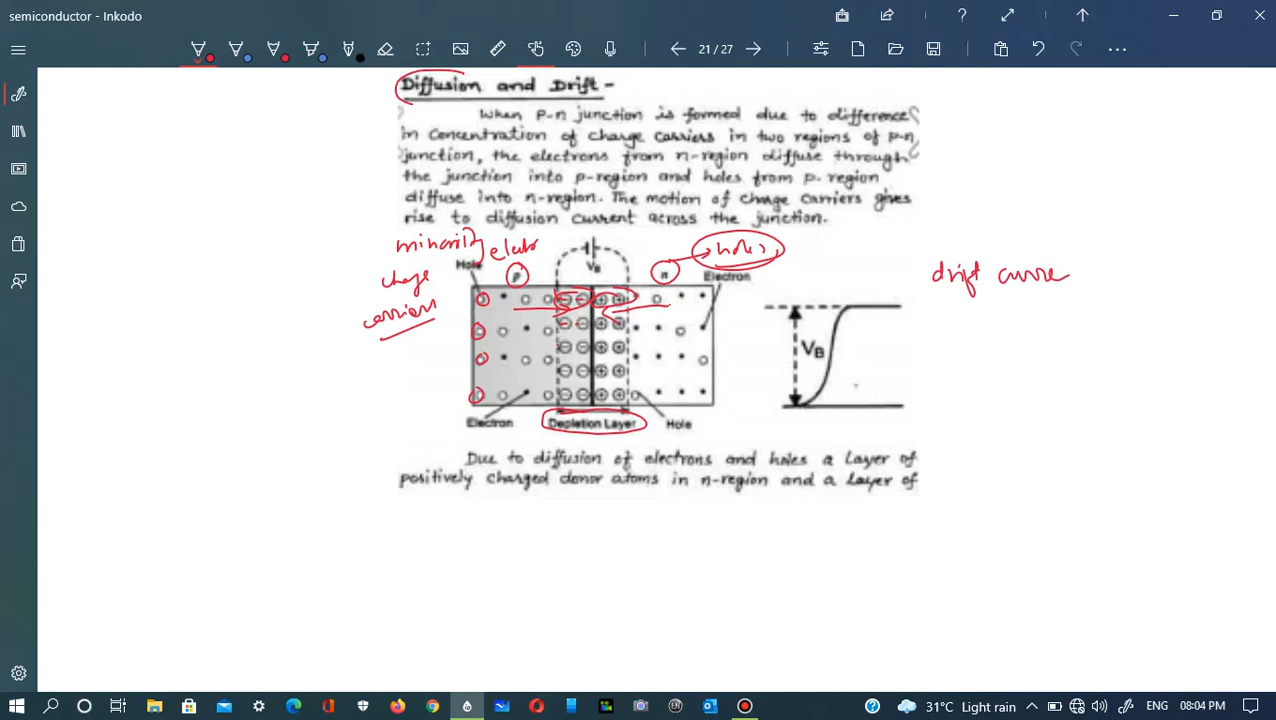 semiconductor - Inkodo
21 / 27
Diffusion and Drift -
When P-n junction is formed due to difference
in concentration of charge carriers in two regions of p-n
junction, the electrons from n-region diffuse through
the junction into p-region and holes from p-region
diffuse into n-region. The motion of charge carriers gives
rise to diffusion current across the junction.
minority
holes
VB
Hole
P
n
Electron
charge
carriers
drift curre
VB
Electron
Depletion Layer
Hole
Due to diffusion of electrons and holes a layer of
positively charged donor atoms in n-region and a layer of
31°C Light rain
ENG
08:04 PM